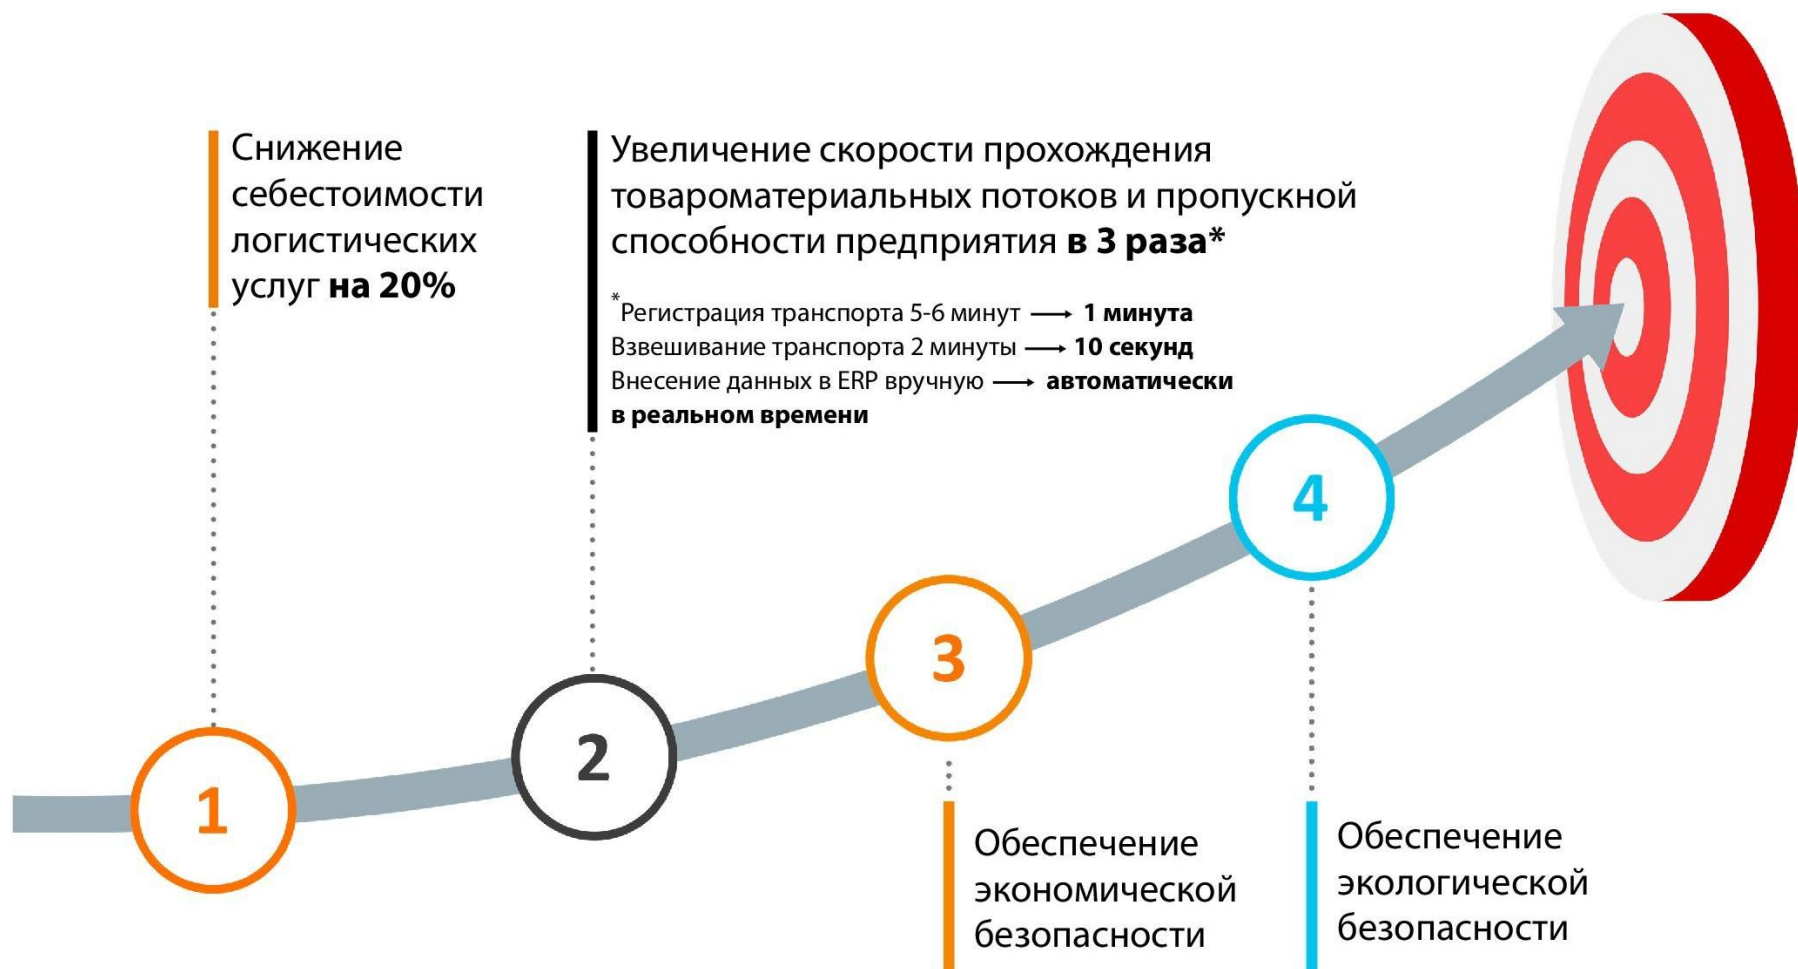 Снижение
себестоимости
логистических
услуг на 20%
Увеличение скорости прохождения
товароматериальных потоков и пропускной
способности предприятия в 3 раза*
*Регистрация транспорта 5-6 минут → 1 минута
Взвешивание транспорта 2 минуты → 10 секунд
Внесение данных в ERP вручную → автоматически
в реальном времени
1
2
3
4
Обеспечение
экономической
безопасности
Обеспечение
экологической
безопасности